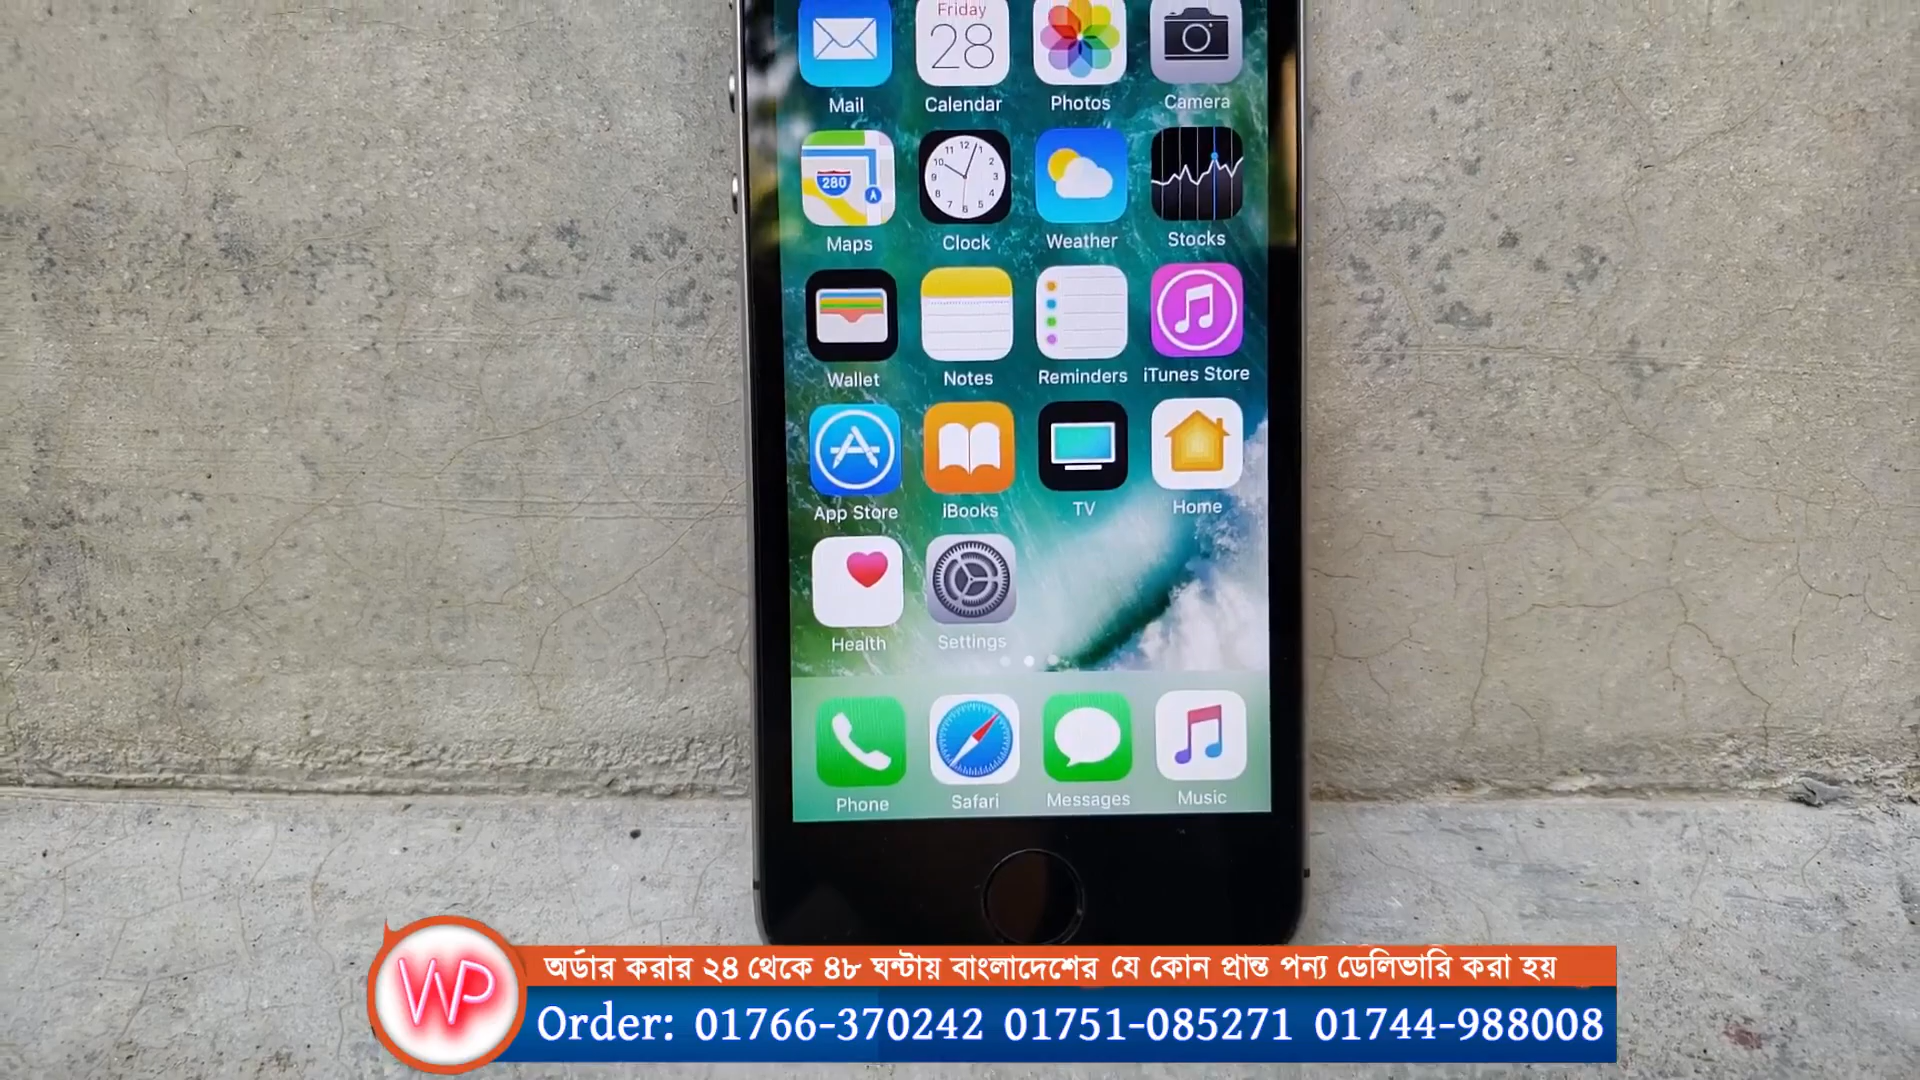 Friday
28
Mail Calendar Photos Camera
280
Maps Clock Weather Stocks
Wallet Notes Reminders iTunes Store
App Store iBooks TV Home
Health Settings
Phone Safari Messages Music
WP
অর্ডার করার ২৪ থেকে ৪৮ ঘন্টায় বাংলাদেশের যে কোন প্রান্ত পন্য ডেলিভারি করা হয়
Order: 01766-370242 01751-085271 01744-988008